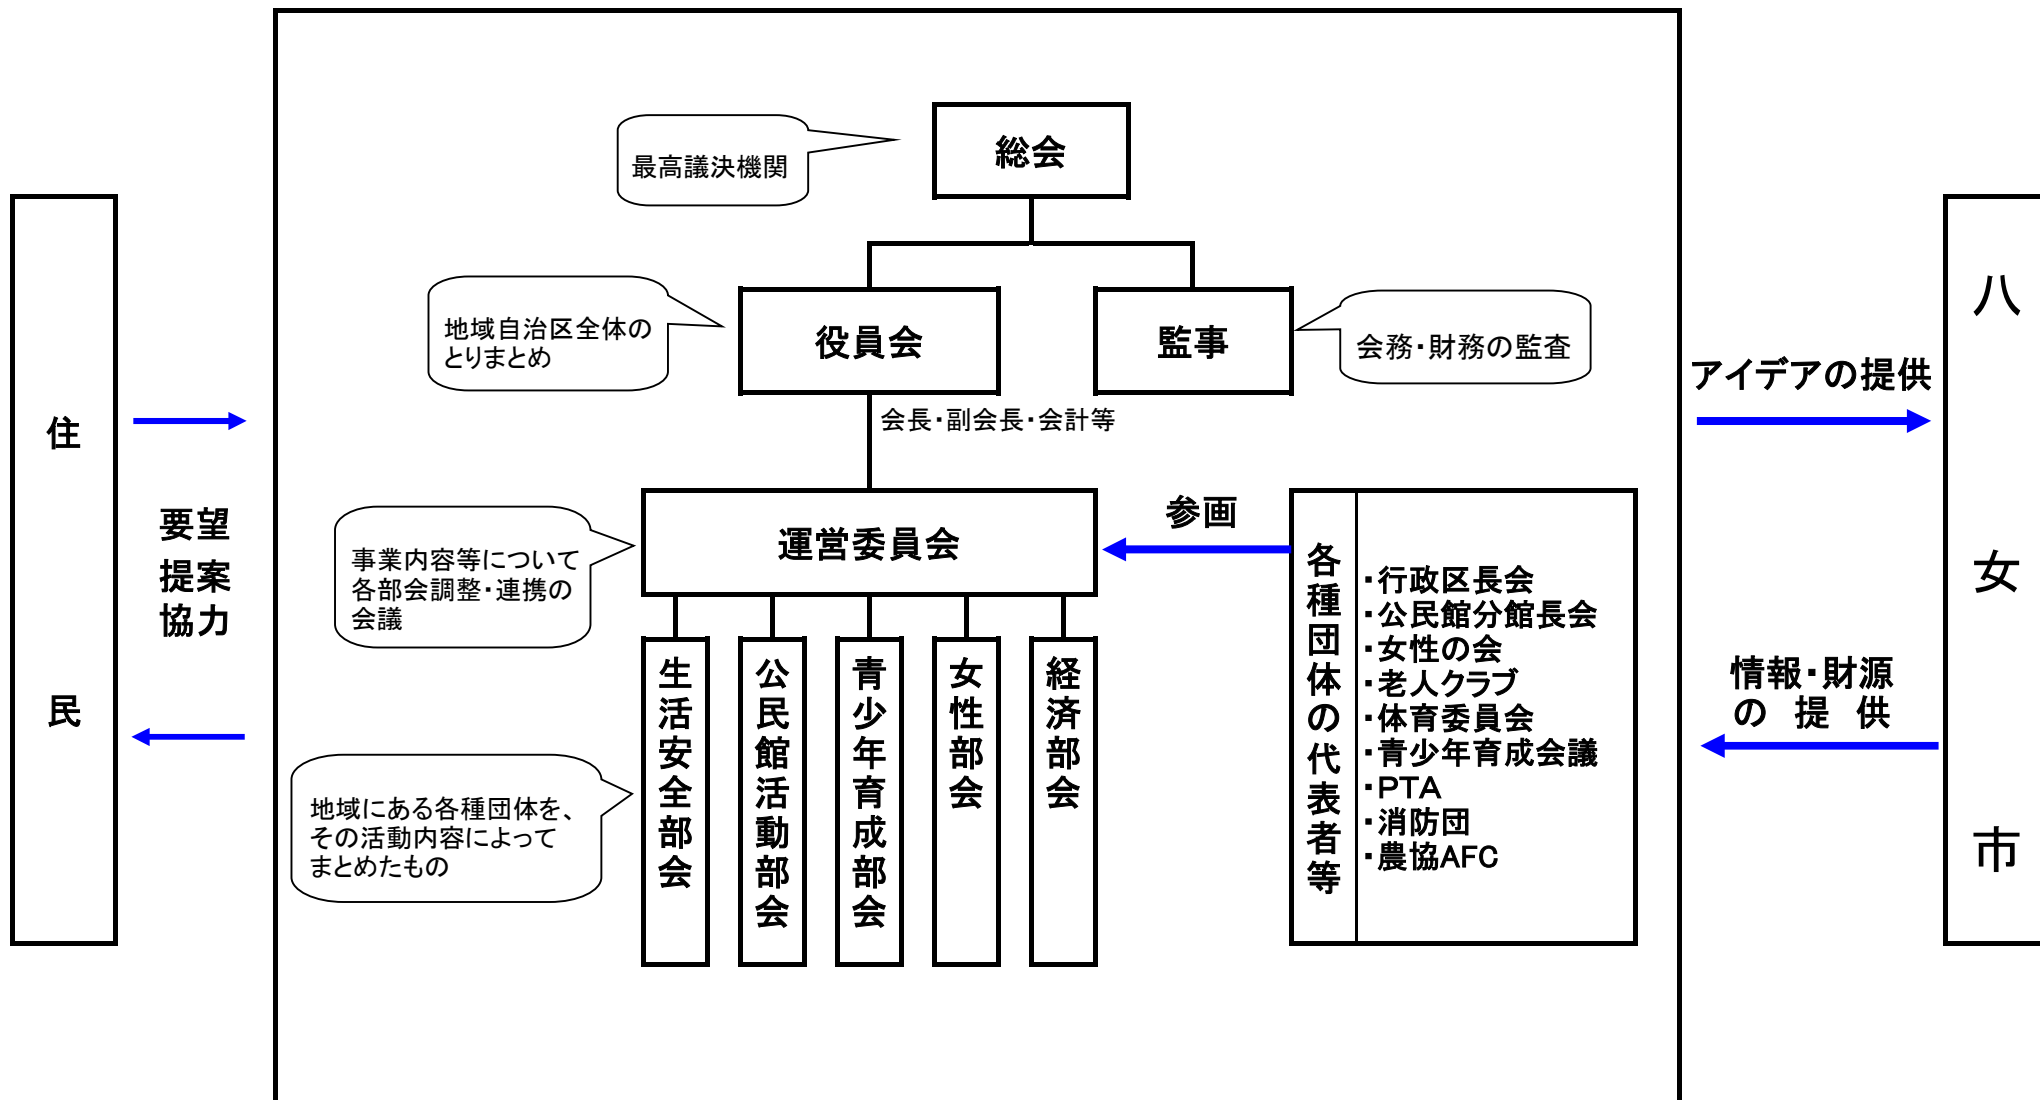 総会
最高議決機関
役員会
地域自治区全体の
とりまとめ
監事
会務・財務の監査
会長・副会長・会計等
運営委員会
事業内容等について
各部会調整・連携の
会議
参画
生活安全部会
公民館活動部会
青少年育成部会
女性部会
経済部会
地域にある各種団体を、
その活動内容によって
まとめたもの
各種団体の代表者等
・行政区長会
・公民館分館長会
・女性の会
・老人クラブ
・体育委員会
・青少年育成会議
・PTA
・消防団
・農協AFC
住民
要望
提案
協力
アイデアの提供
情報・財源
の 提 供
八女市